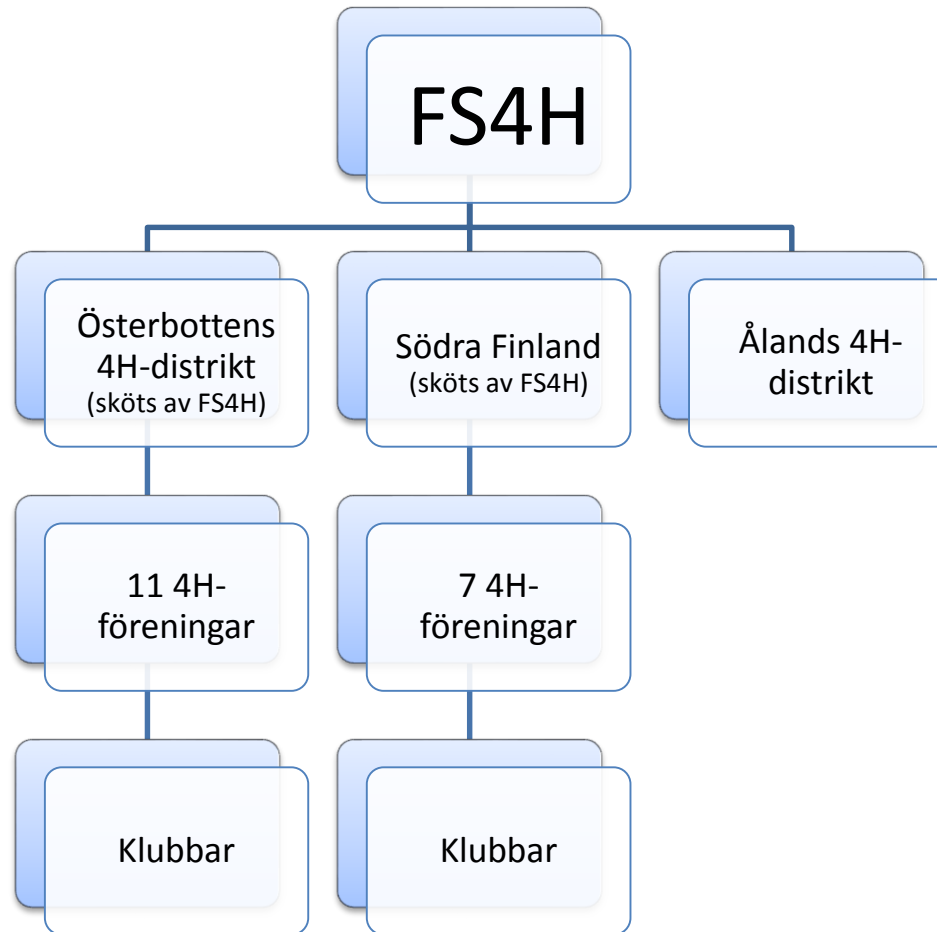 FS4H
Österbottens
4H-distrikt
(sköts av FS4H)
Södra Finland
(sköts av FS4H)
Ålands 4H-
distrikt
11 4H-
föreningar
7 4H-
föreningar
Klubbar
Klubbar